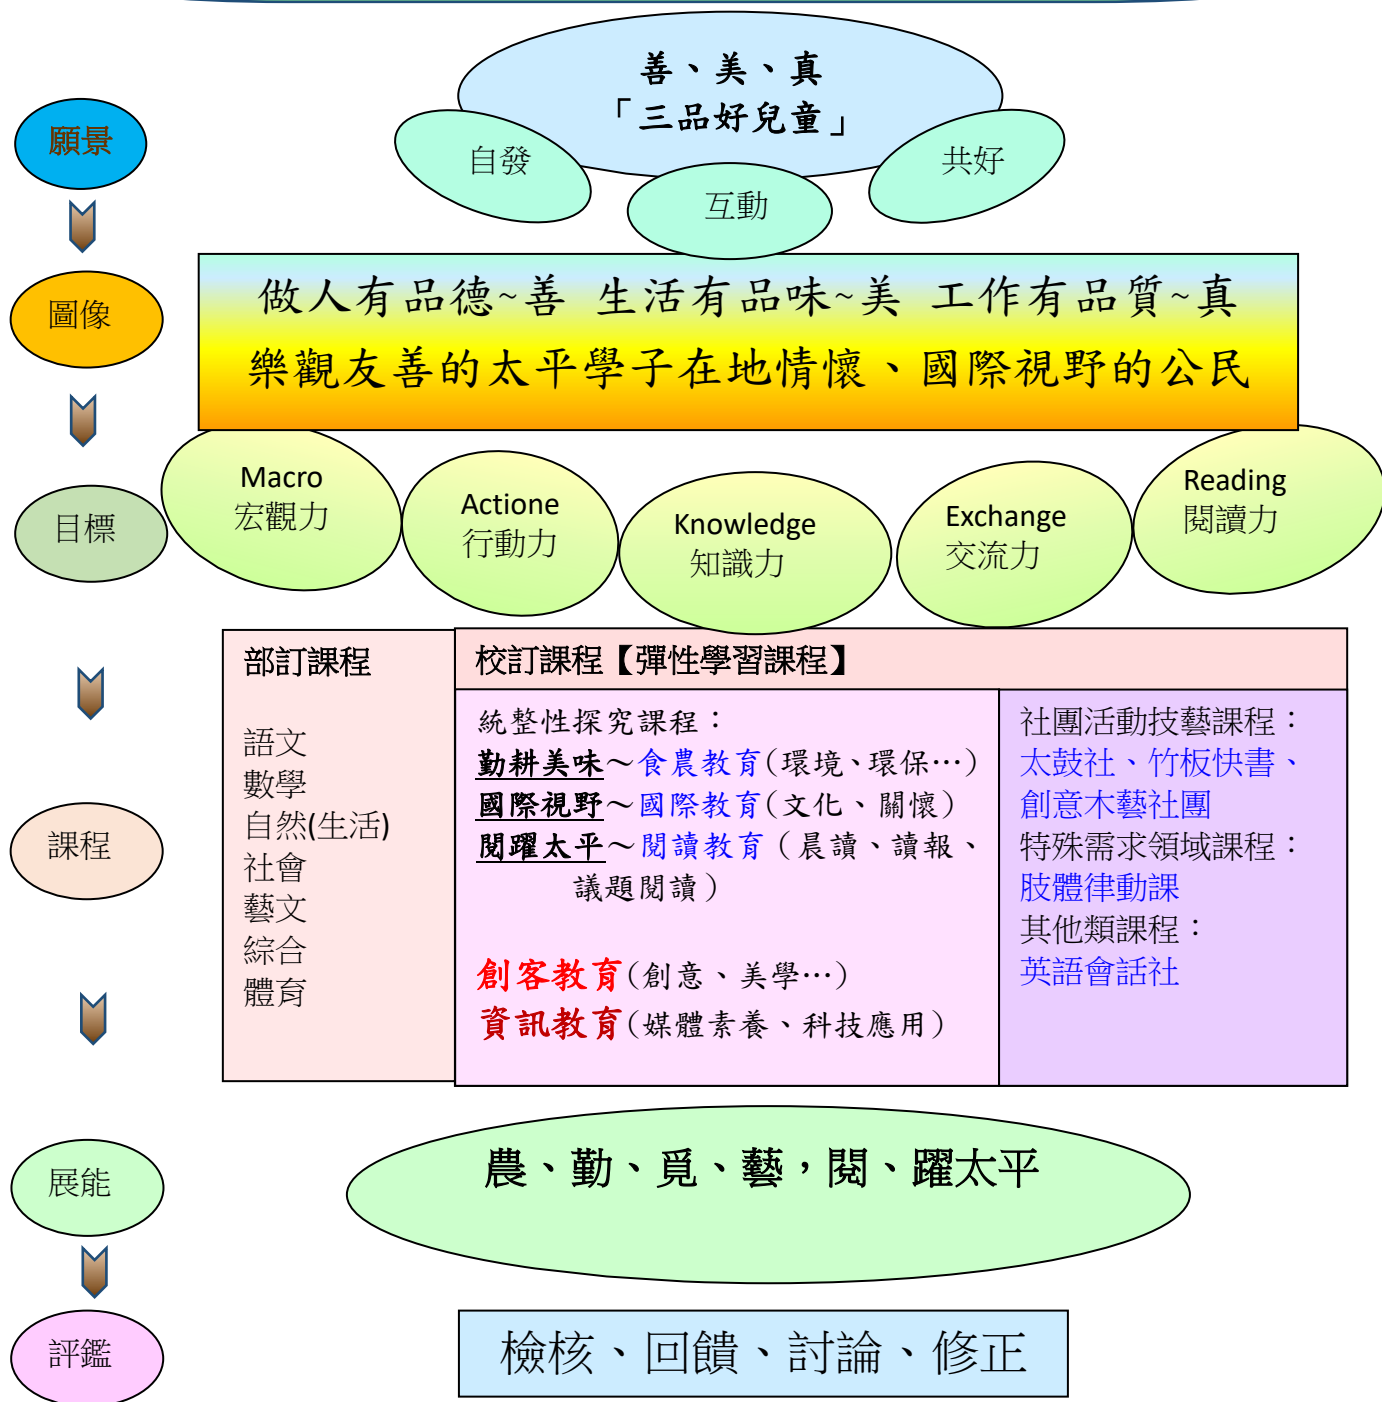 善、美、真
「三品好兒童」
願景
自發
共好
互動
圖像
做人有品德~善 生活有品味~美 工作有品質~真
樂觀友善的太平學子在地情懷、國際視野的公民
目標
Macro
宏觀力
Actione
行動力
Knowledge
知識力
Exchange
交流力
Reading
閱讀力
課程
部訂課程
語文
數學
自然(生活)
社會
藝文
綜合
體育
校訂課程【彈性學習課程】
統整性探究課程：
勤耕美味～食農教育(環境、環保…)
國際視野～國際教育(文化、關懷)
閱躍太平～閱讀教育（晨讀、讀報、
議題閱讀）
創客教育(創意、美學…)
資訊教育(媒體素養、科技應用)
社團活動技藝課程：
太鼓社、竹板快書、
創意木藝社團
特殊需求領域課程：
肢體律動課
其他類課程：
英語會話社
展能
農、勤、覓、藝，閱、躍太平
評鑑
檢核、回饋、討論、修正